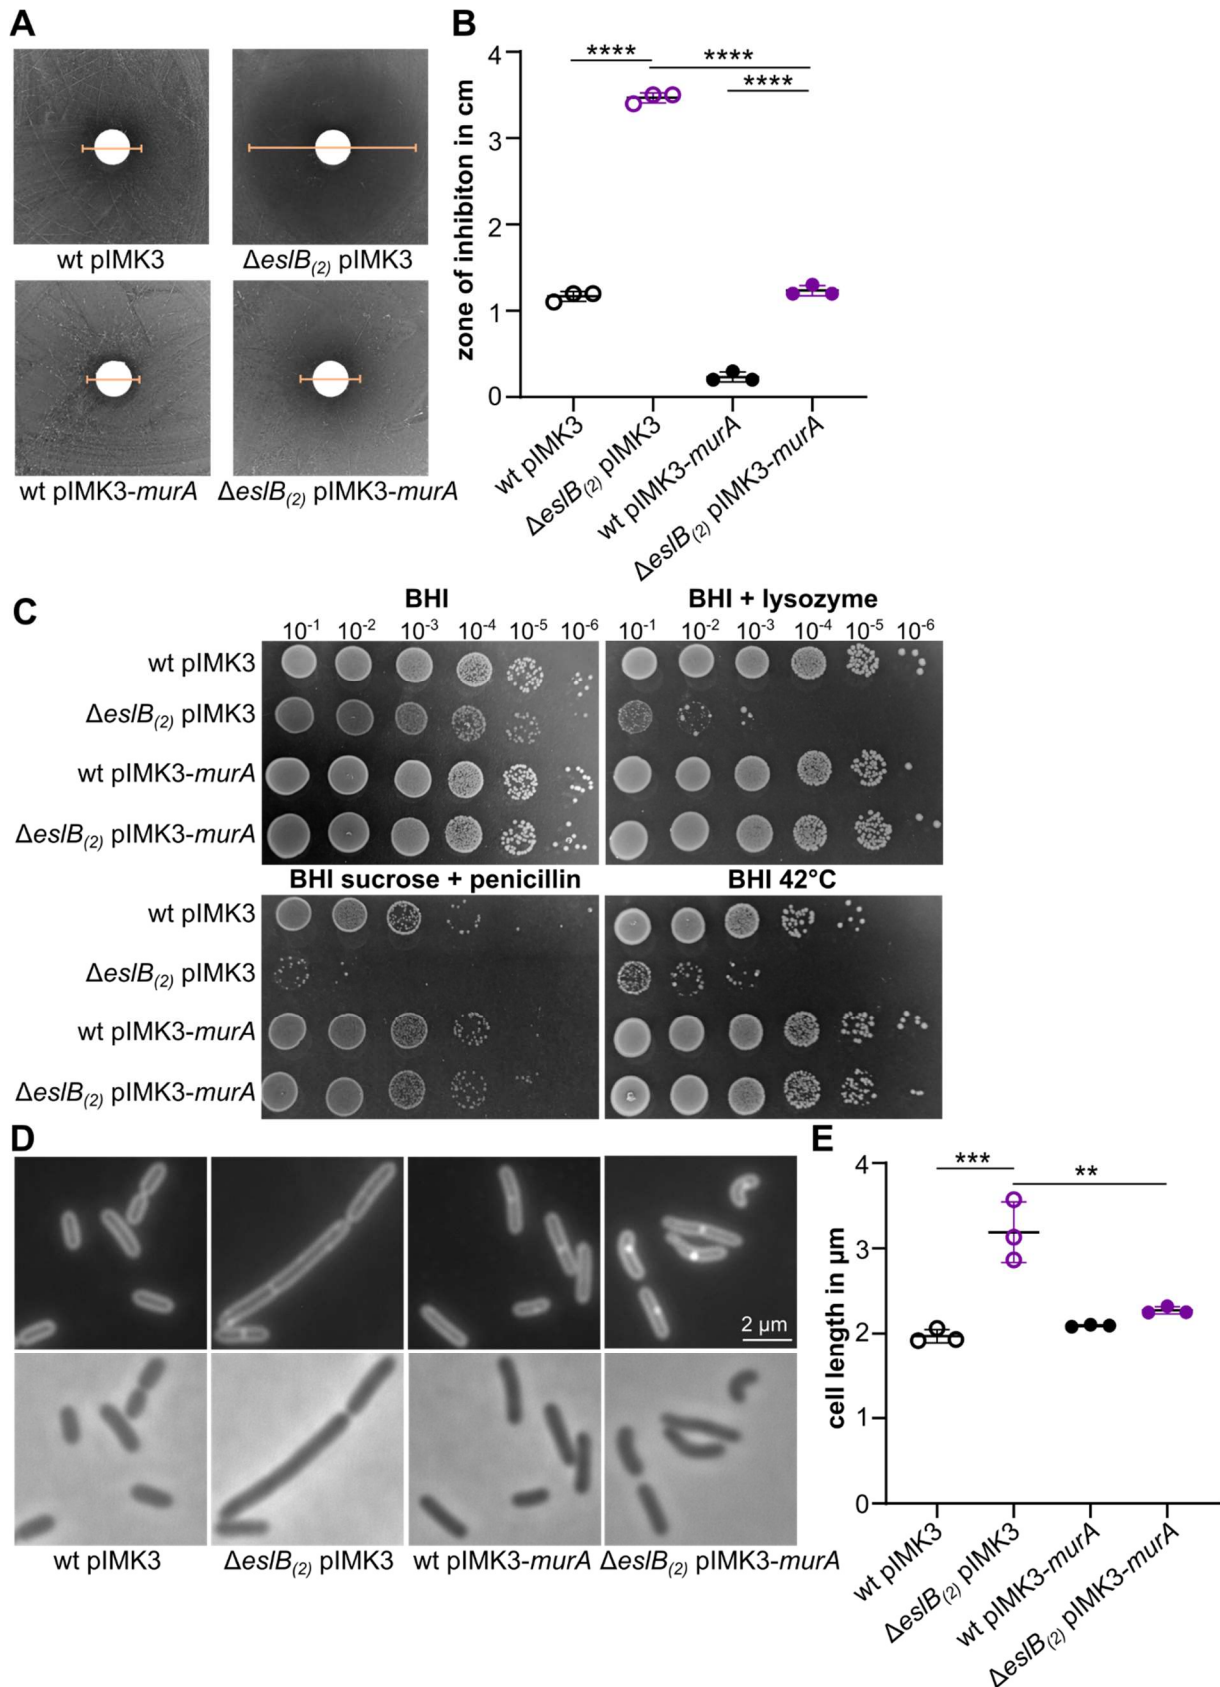 A
wt pIMK3
ΔeslB(2) pIMK3
wt pIMK3-murA
ΔeslB(2) pIMK3-murA
B
zone of inhibiton in cm
4
3
2
1
0
****
****
****
wt pIMK3
ΔeslB(2) pIMK3
wt pIMK3-murA
ΔeslB(2) pIMK3-murA
C
BHI
BHI + lysozyme
10-1 10-2 10-3 10-4 10-5 10-6
10-1 10-2 10-3 10-4 10-5 10-6
wt pIMK3
ΔeslB(2) pIMK3
wt pIMK3-murA
ΔeslB(2) pIMK3-murA
BHI sucrose + penicillin
BHI 42°C
wt pIMK3
ΔeslB(2) pIMK3
wt pIMK3-murA
ΔeslB(2) pIMK3-murA
D
2 µm
wt pIMK3
ΔeslB(2) pIMK3
wt pIMK3-murA
ΔeslB(2) pIMK3-murA
E
cell length in µm
4
3
2
1
0
***
**
wt pIMK3
ΔeslB(2) pIMK3
wt pIMK3-murA
ΔeslB(2) pIMK3-murA